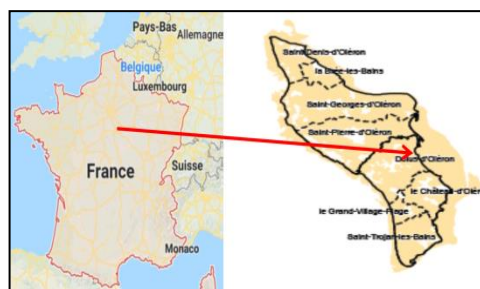 Pays-Bas
Allemagne
Belgique
Luxembourg
France
Suisse
Monaco
Saint-Denis-d'Oléron
la Brée-les-Bains
Saint-Georges-d'Oléron
Saint-Pierre-d'Oléron
Dolus-d'Oléron
le Château-d'Olér
le Grand-Village-Plage
Saint-Trojan-les-Bains